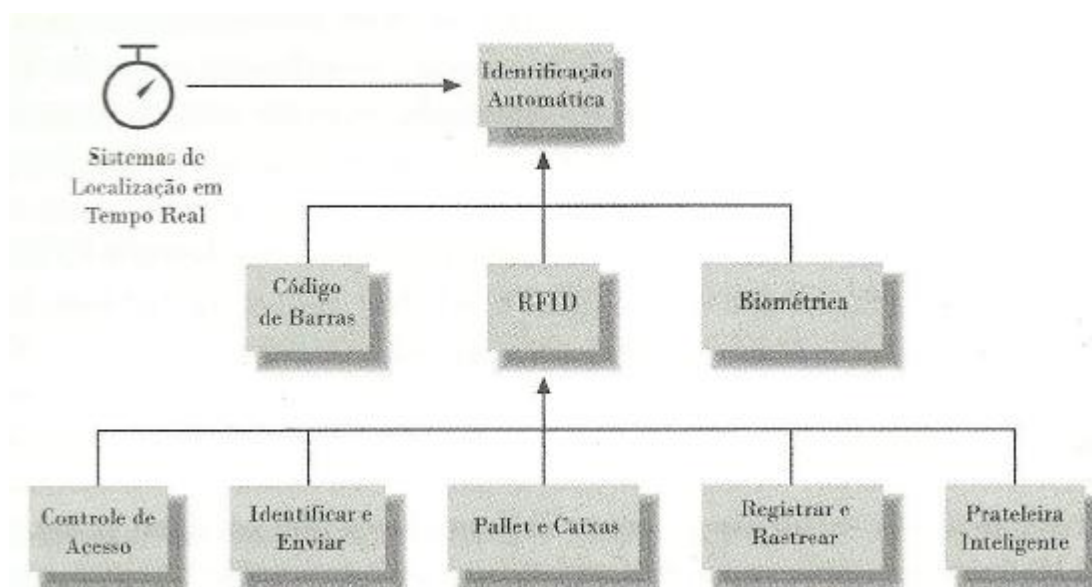 Identificação
Automática
Sistemas de
Localização em
Tempo Real
Código
de Barras
RFID
Biométrica
Controle de
Acesso
Identificar e
Enviar
Pallet e Caixas
Registrar e
Rastrear
Prateleira
Inteligente